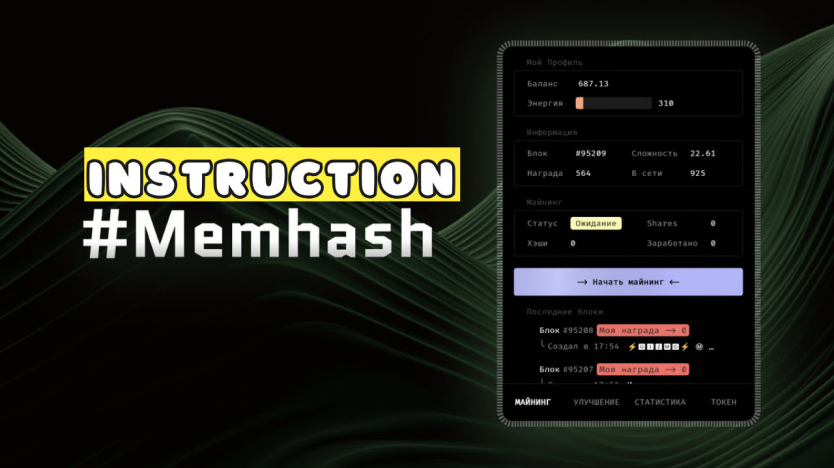 INSTRUCTION
#Memhash
Мой Профиль
Баланс 687.13
Энергия 310
Информация
Блок #95209 Сложность 22.61
Награда 564 В сети 925
Майнинг
Статус Ожидание Shares 0
Хэши 0 Заработано 0
--> Начать майнинг <--
Последние блоки
Блок #95208 Моя награда --> 0
Создал в 17:54 ⚡GIZMO⚡ Ⓜ …
Блок #95207 Моя награда --> 0
МАЙНИНГ УЛУЧШЕНИЕ СТАТИСТИКА ТОКЕН